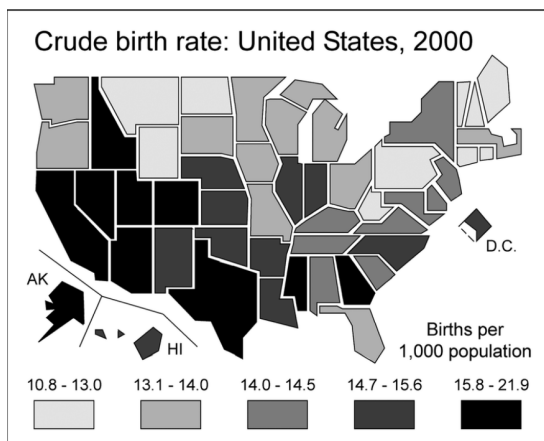 Crude birth rate: United States, 2000
D.C.
AK
HI
Births per
1,000 population
10.8 - 13.0
13.1 - 14.0
14.0 - 14.5
14.7 - 15.6
15.8 - 21.9